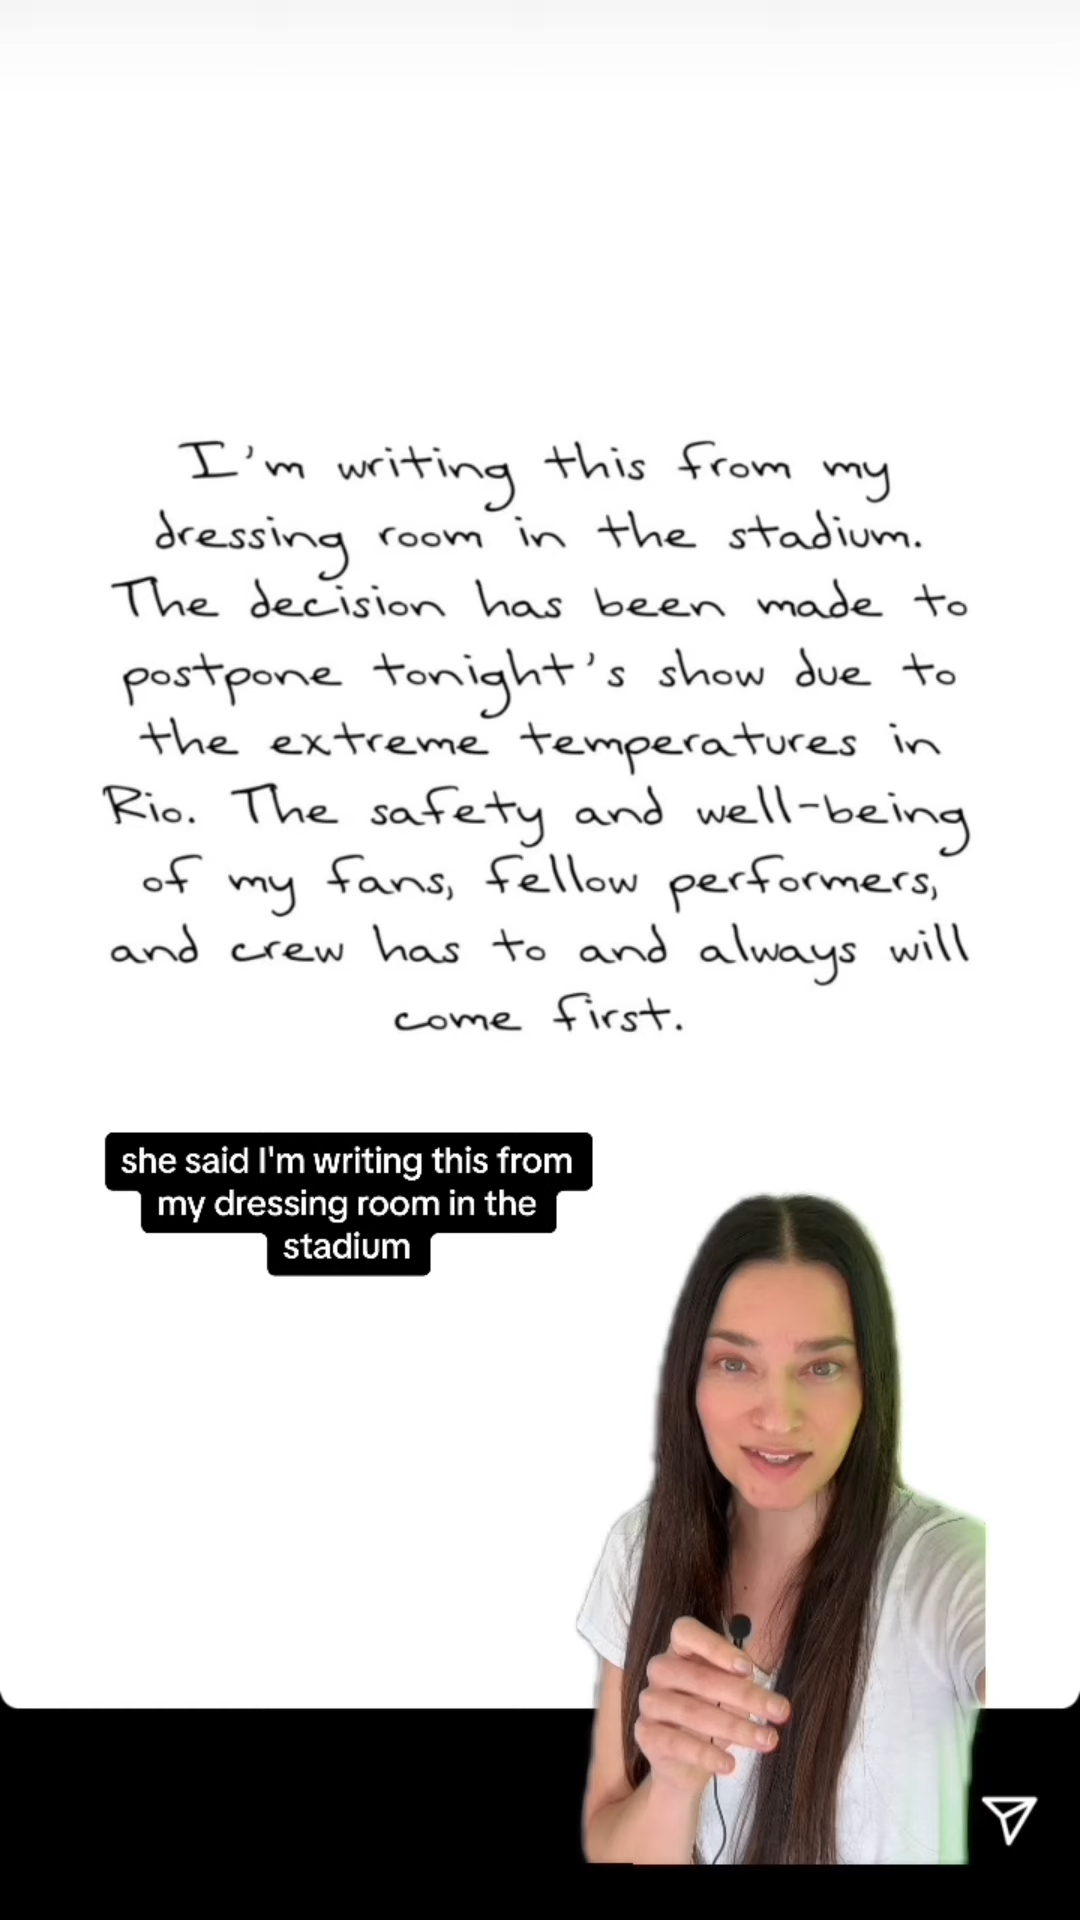 I'm writing this from my
dressing room in the stadium.
The decision has been made to
postpone tonight's show due to
the extreme temperatures in
Rio. The safety and well-being
of my fans, fellow performers,
and crew has to and always will
come first.
she said I'm writing this from
my dressing room in the
stadium